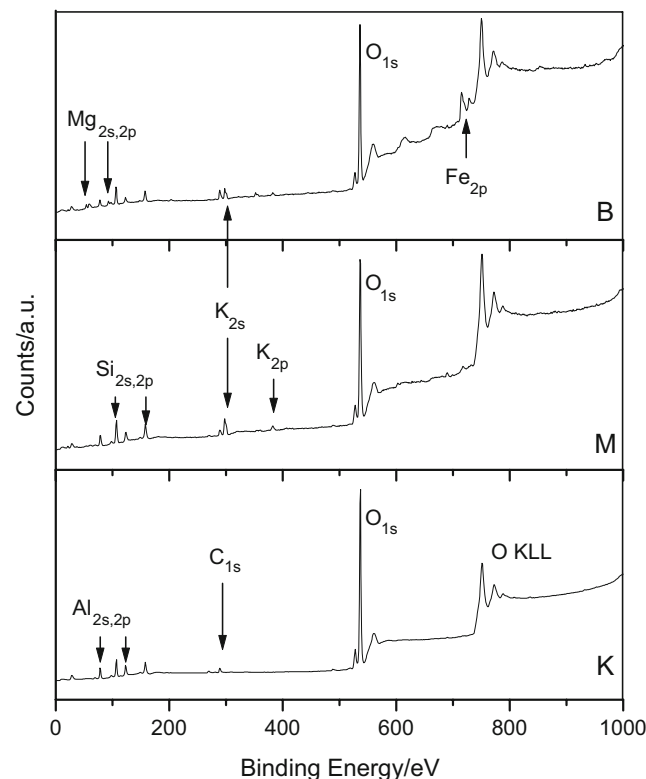 O1s
Mg2s,2p
Fe2p
B
O1s
K2s
K2p
Si2s,2p
M
O1s
C1s
O KLL
Al2s,2p
K
0 200 400 600 800 1000
Binding Energy/eV
Counts/a.u.